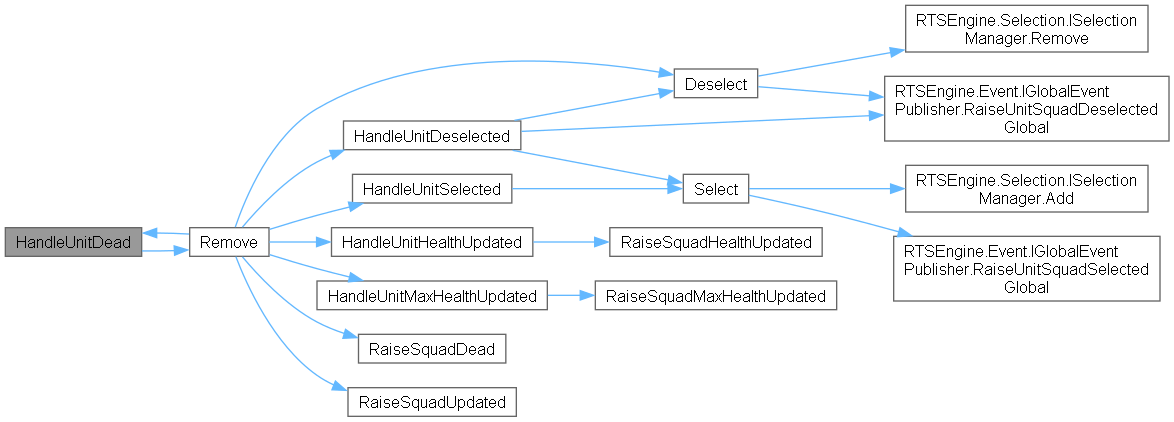 HandleUnitDead
Remove
Deselect
HandleUnitDeselected
HandleUnitSelected
Select
HandleUnitHealthUpdated
RaiseSquadHealthUpdated
HandleUnitMaxHealthUpdated
RaiseSquadMaxHealthUpdated
RaiseSquadDead
RaiseSquadUpdated
RTSEngine.Selection.ISelection
Manager.Remove
RTSEngine.Event.IGlobalEvent
Publisher.RaiseUnitSquadDeselected
Global
RTSEngine.Selection.ISelection
Manager.Add
RTSEngine.Event.IGlobalEvent
Publisher.RaiseUnitSquadSelected
Global